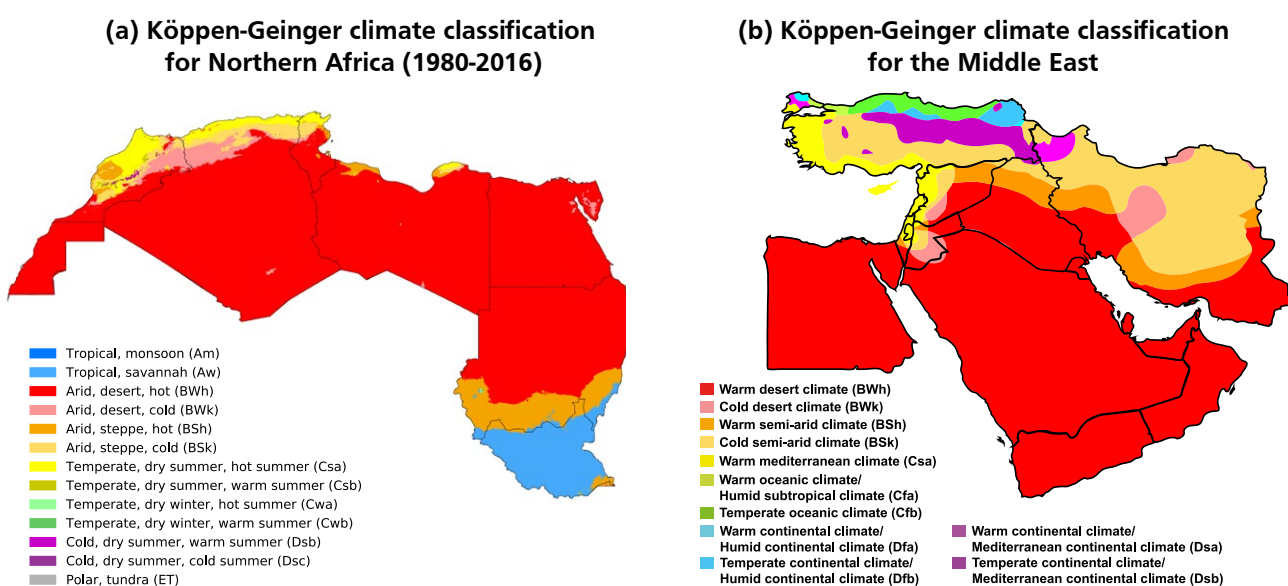 (a) Köppen-Geinger climate classification
for Northern Africa (1980-2016)
Tropical, monsoon (Am)
Tropical, savannah (Aw)
Arid, desert, hot (BWh)
Arid, desert, cold (BWk)
Arid, steppe, hot (BSh)
Arid, steppe, cold (BSk)
Temperate, dry summer, hot summer (Csa)
Temperate, dry summer, warm summer (Csb)
Temperate, dry winter, hot summer (Cwa)
Temperate, dry winter, warm summer (Cwb)
Cold, dry summer, warm summer (Dsb)
Cold, dry summer, cold summer (Dsc)
Polar, tundra (ET)
(b) Köppen-Geinger climate classification
for the Middle East
Warm desert climate (BWh)
Cold desert climate (BWk)
Warm semi-arid climate (BSh)
Cold semi-arid climate (BSk)
Warm mediterranean climate (Csa)
Warm oceanic climate/
Humid subtropical climate (Cfa)
Temperate oceanic climate (Cfb)
Warm continental climate/
Humid continental climate (Dfa)
Temperate continental climate/
Humid continental climate (Dfb)
Warm continental climate/
Mediterranean continental climate (Dsa)
Temperate continental climate/
Mediterranean continental climate (Dsb)